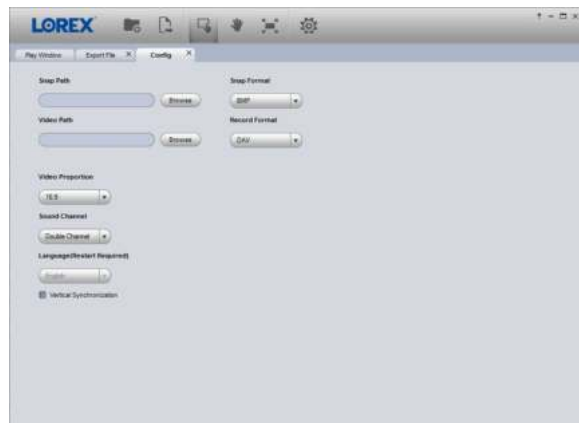 LOREX
Play Window Export File Config
Snap Path Snap Format
Browse BMP
Video Path Record Format
Browse DAV
Video Proportion
16:9
Sound Channel
Double Channel
Language(Restart Required)
English
Vertical Synchronization